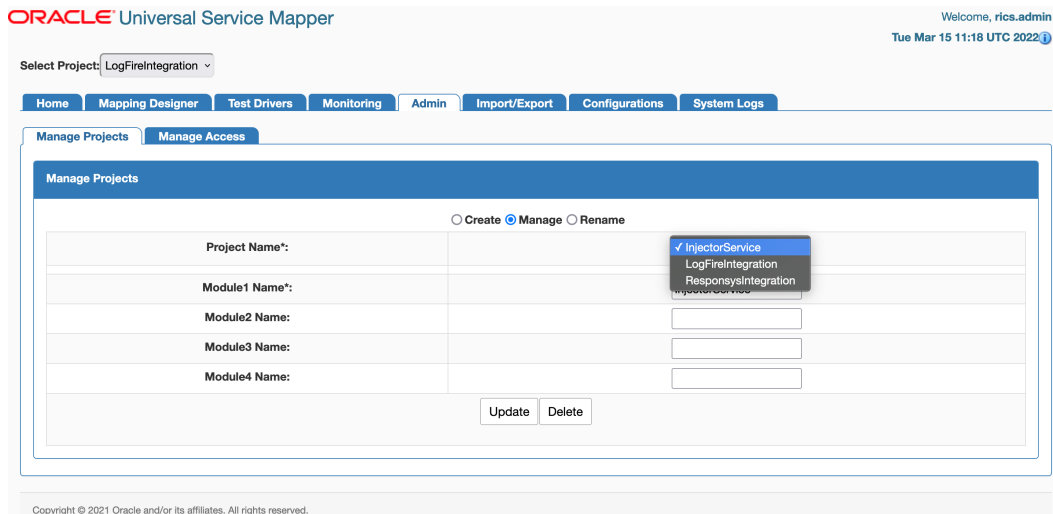 ORACLE® Universal Service Mapper
Welcome, rics.admin
Tue Mar 15 11:18 UTC 2022
Select Project: LogFireIntegration
Home Mapping Designer Test Drivers Monitoring Admin Import/Export Configurations System Logs
Manage Projects Manage Access
Manage Projects
Create Manage Rename
Project Name*:
✓ InjectorService
LogFireIntegration
ResponsysIntegration
Module1 Name*: InjectorService
Module2 Name:
Module3 Name:
Module4 Name:
Update Delete
Copyright © 2021 Oracle and/or its affiliates. All rights reserved.